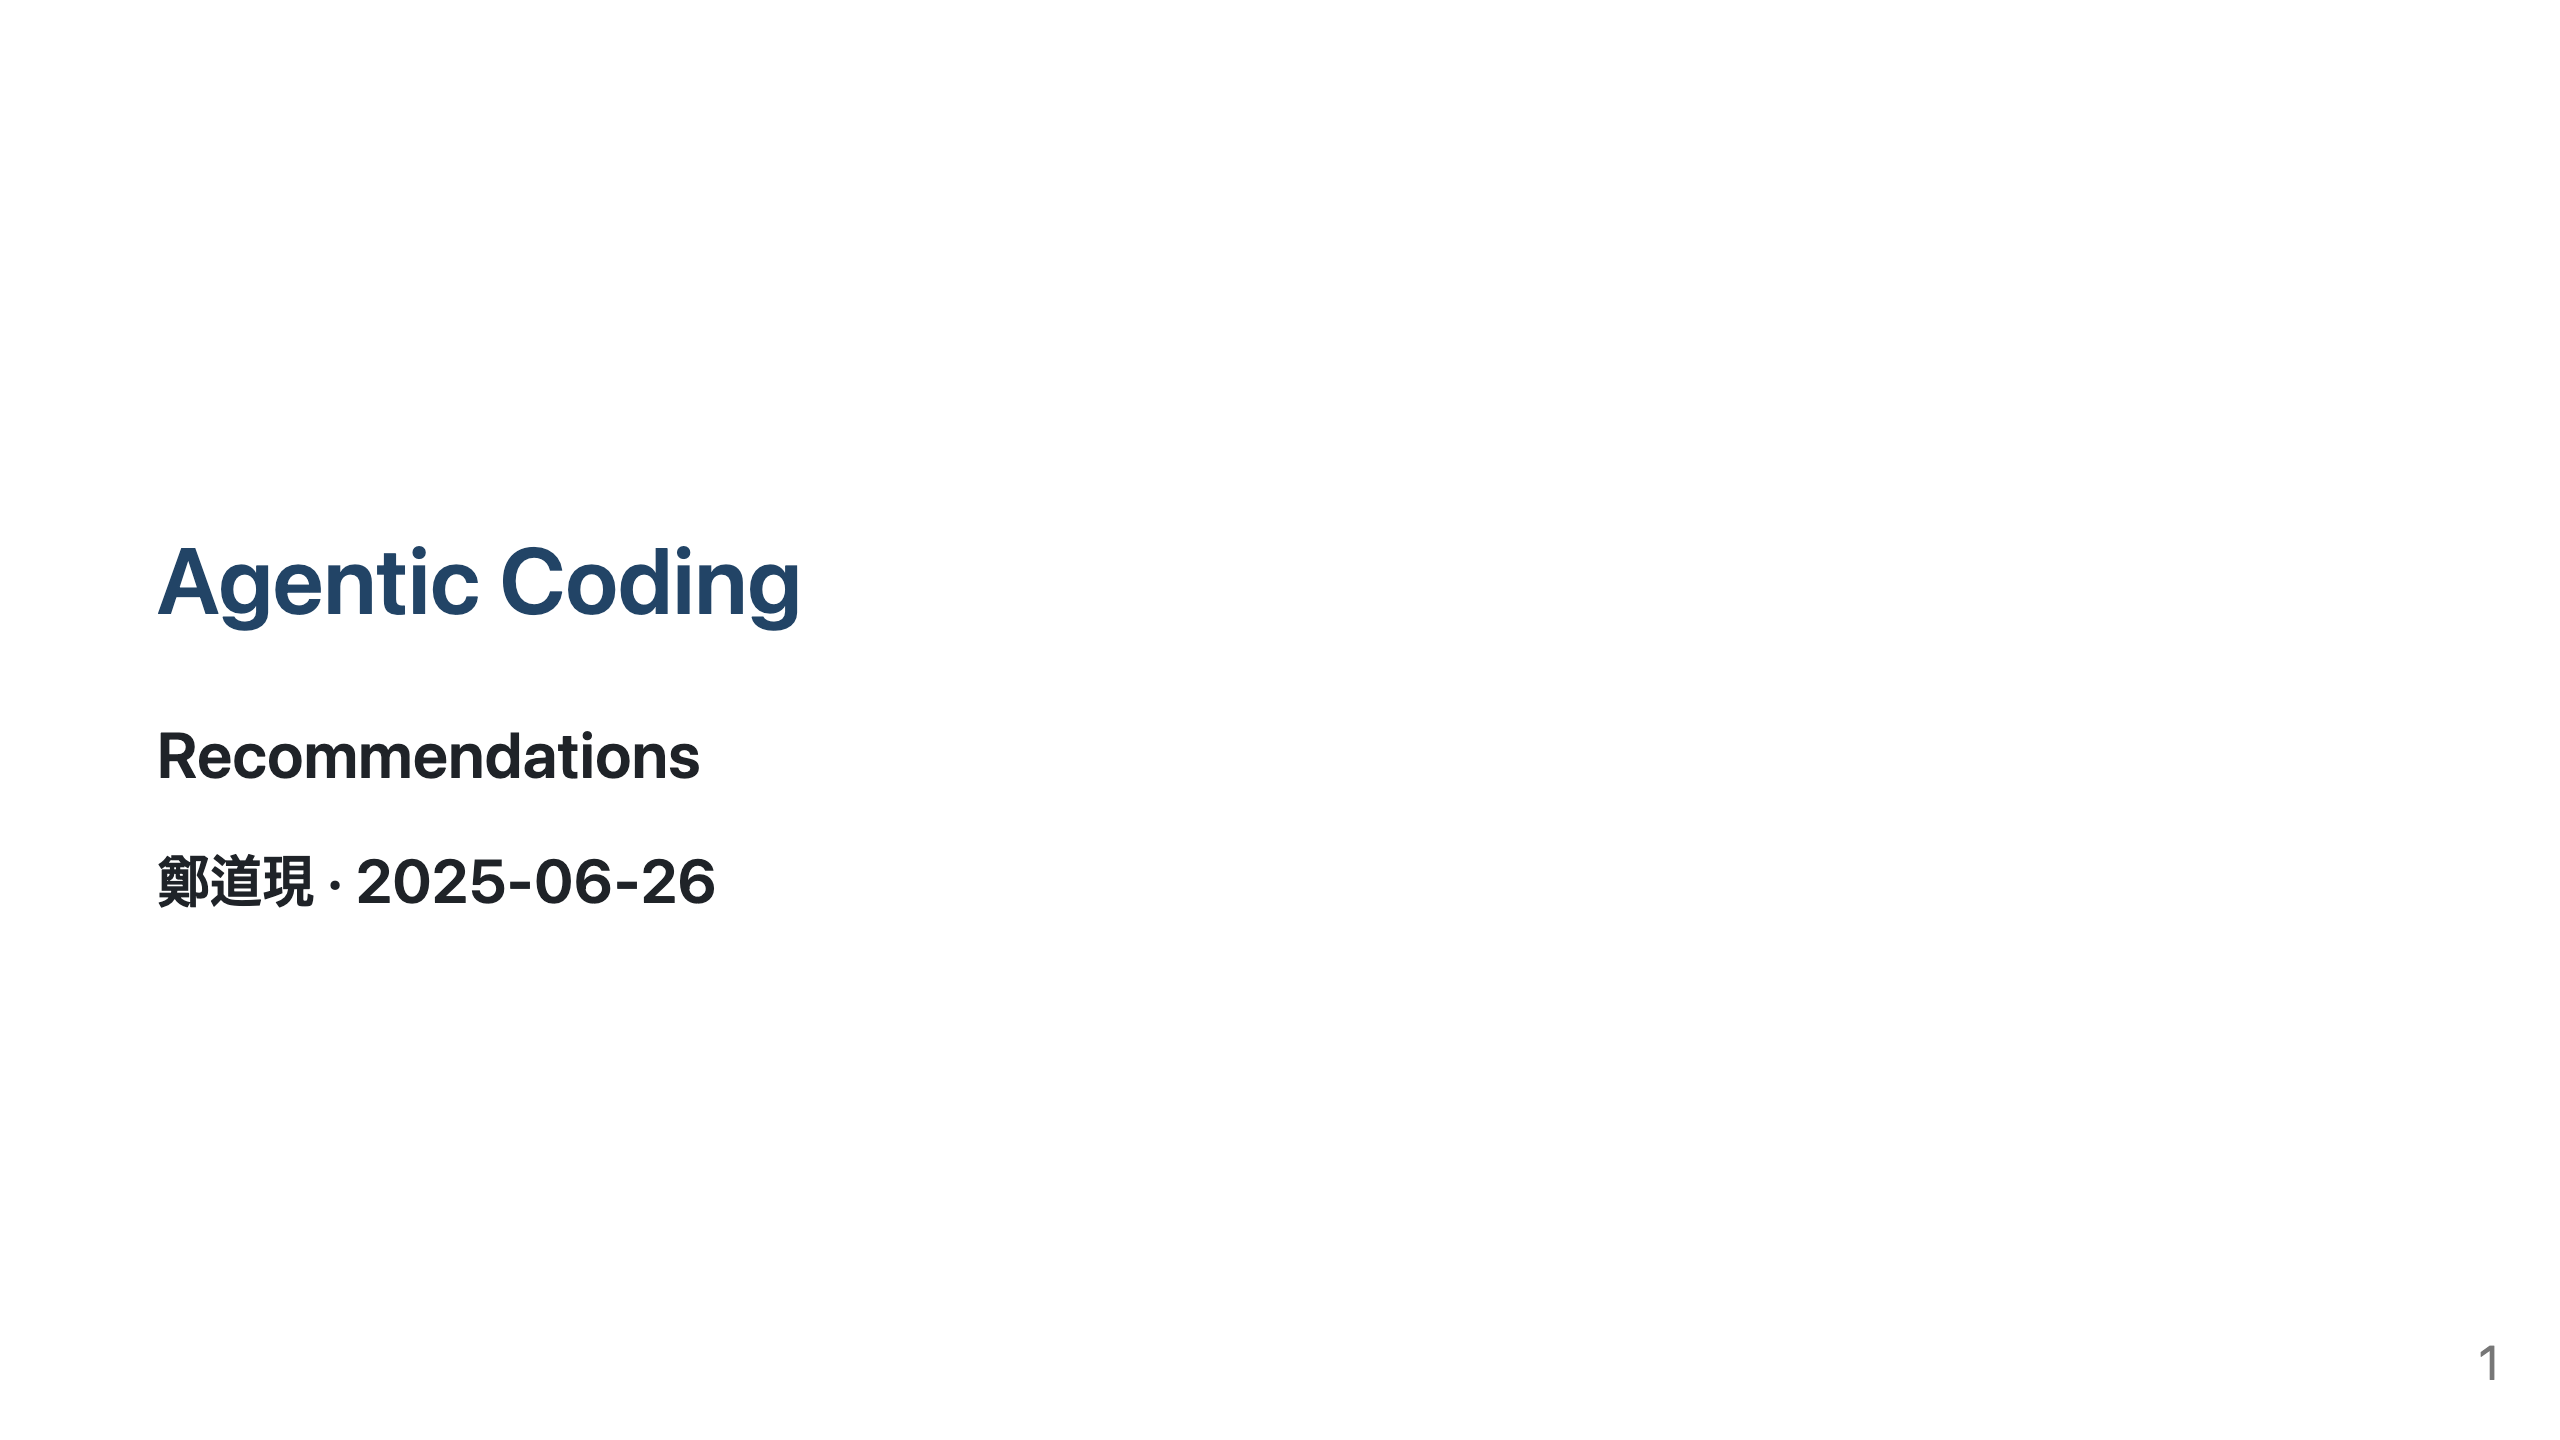 Agentic Coding
Recommendations
鄭道現 · 2025-06-26
1